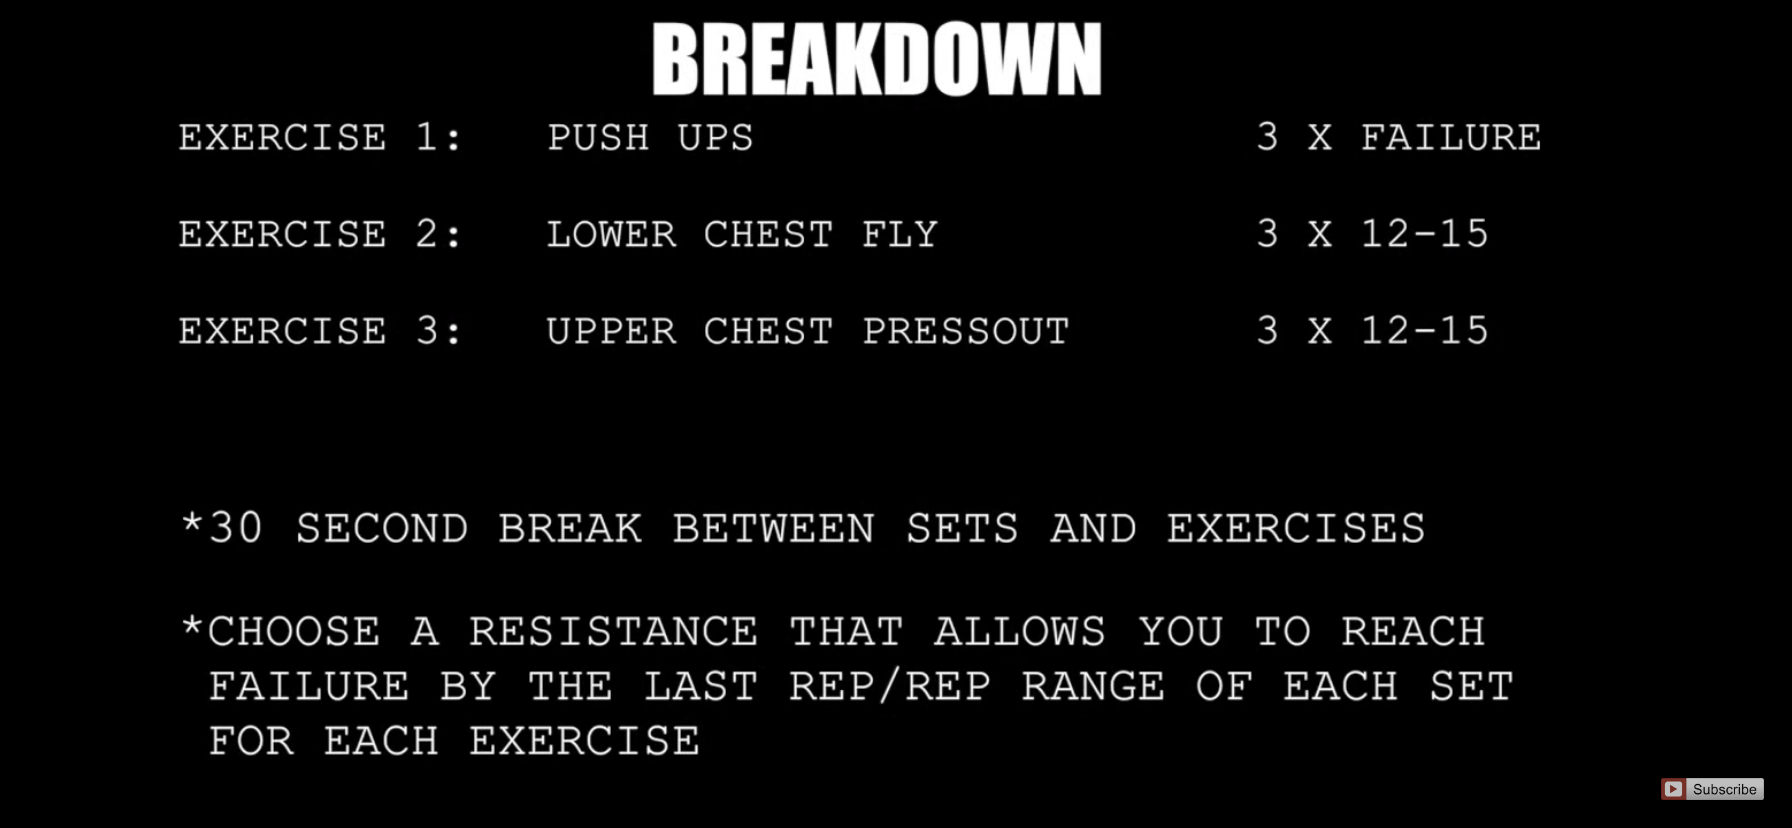 BREAKDOWN
EXERCISE 1: PUSH UPS 3 X FAILURE
EXERCISE 2: LOWER CHEST FLY 3 X 12-15
EXERCISE 3: UPPER CHEST PRESSOUT 3 X 12-15
*30 SECOND BREAK BETWEEN SETS AND EXERCISES
*CHOOSE A RESISTANCE THAT ALLOWS YOU TO REACH
FAILURE BY THE LAST REP/REP RANGE OF EACH SET
FOR EACH EXERCISE
Subscribe